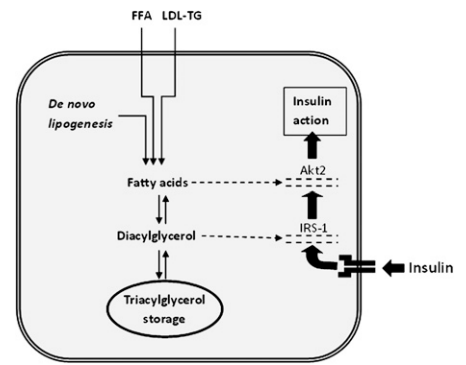 FFA LDL-TG
De novo
lipogenesis
Insulin
action
Akt2
Fatty acids
IRS-1
Diacylglycerol
Insulin
Triacylglycerol
storage